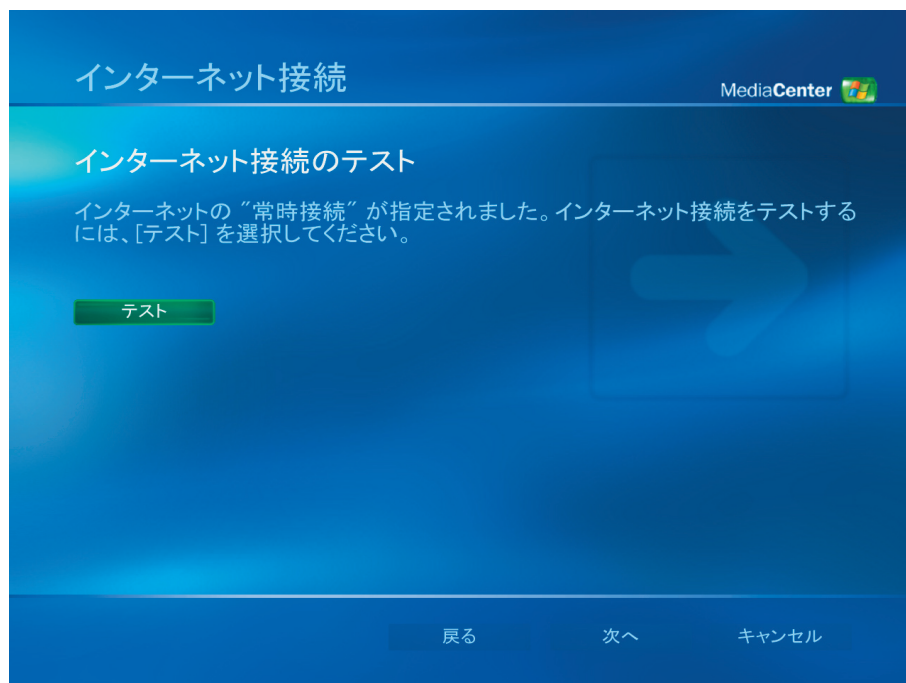 インターネット接続
MediaCenter
インターネット接続のテスト
インターネットの ″常時接続″ が指定されました。インターネット接続をテストする
には、[テスト] を選択してください。
テスト
戻る 次へ キャンセル